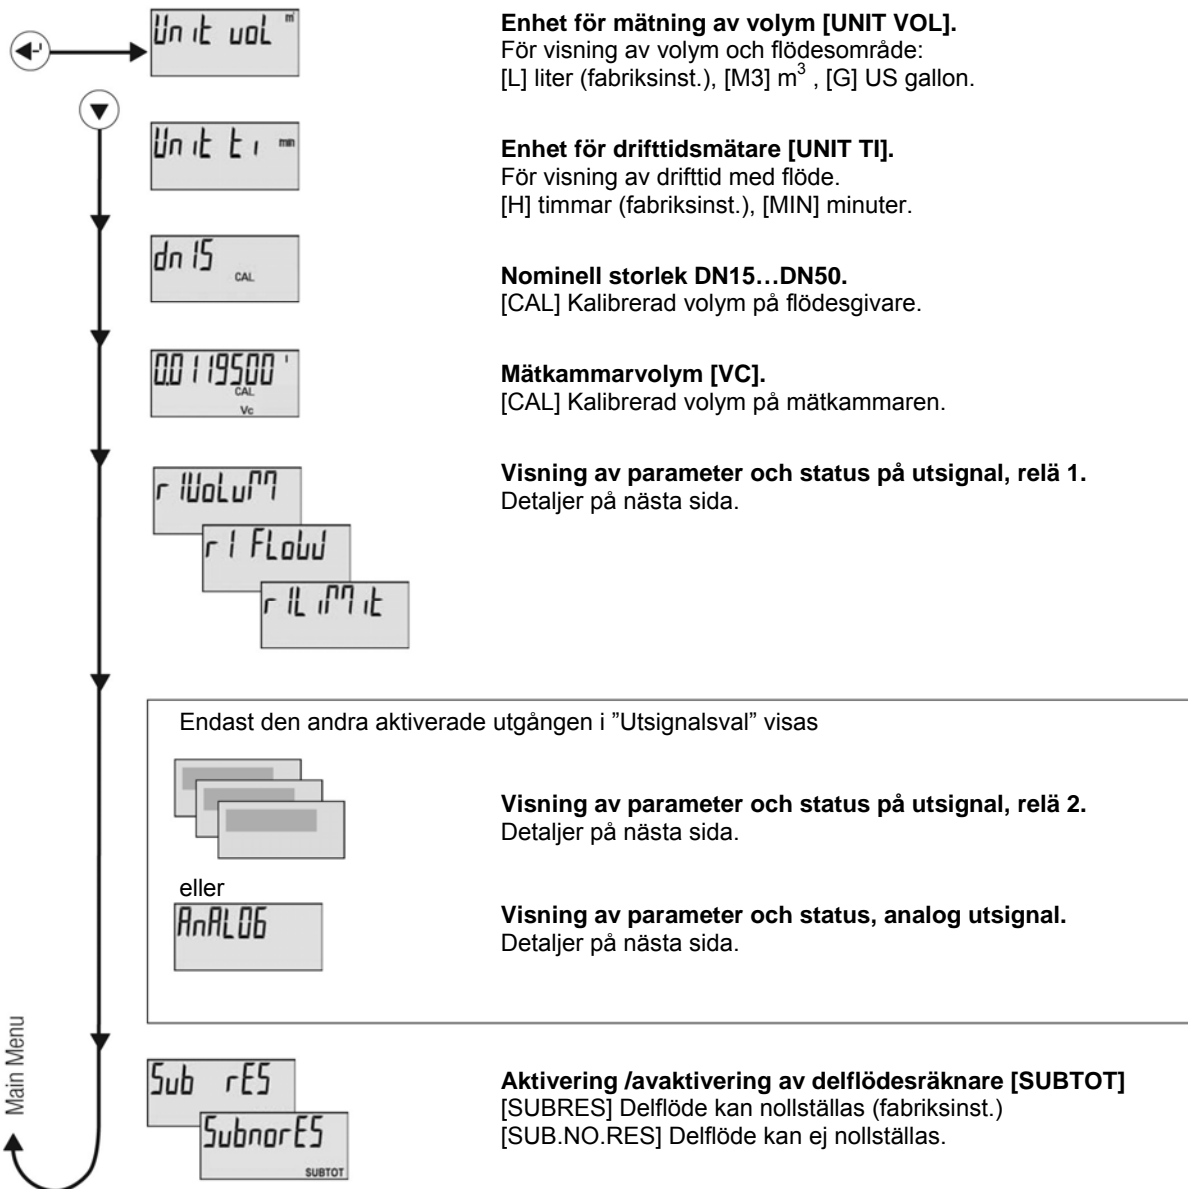 Unit voL m³
Enhet för mätning av volym [UNIT VOL].
För visning av volym och flödesområde:
[L] liter (fabriksinst.), [M3] m³ , [G] US gallon.
Unit ti min
Enhet för drifttidsmätare [UNIT TI].
För visning av drifttid med flöde.
[H] timmar (fabriksinst.), [MIN] minuter.
dn 15
CAL
Nominell storlek DN15…DN50.
[CAL] Kalibrerad volym på flödesgivare.
0.0119500 l
CAL
Vc
Mätkammarvolym [VC].
[CAL] Kalibrerad volym på mätkammaren.
r1VoLuM
r1 FLoW
r1LiMit
Visning av parameter och status på utsignal, relä 1.
Detaljer på nästa sida.
Endast den andra aktiverade utgången i ”Utsignalsval” visas
Visning av parameter och status på utsignal, relä 2.
Detaljer på nästa sida.
eller
AnALOG
Visning av parameter och status, analog utsignal.
Detaljer på nästa sida.
Main Menu
Sub rES
SubnorES
SUBTOT
Aktivering /avaktivering av delflödesräknare [SUBTOT]
[SUBRES] Delflöde kan nollställas (fabriksinst.)
[SUB.NO.RES] Delflöde kan ej nollställas.